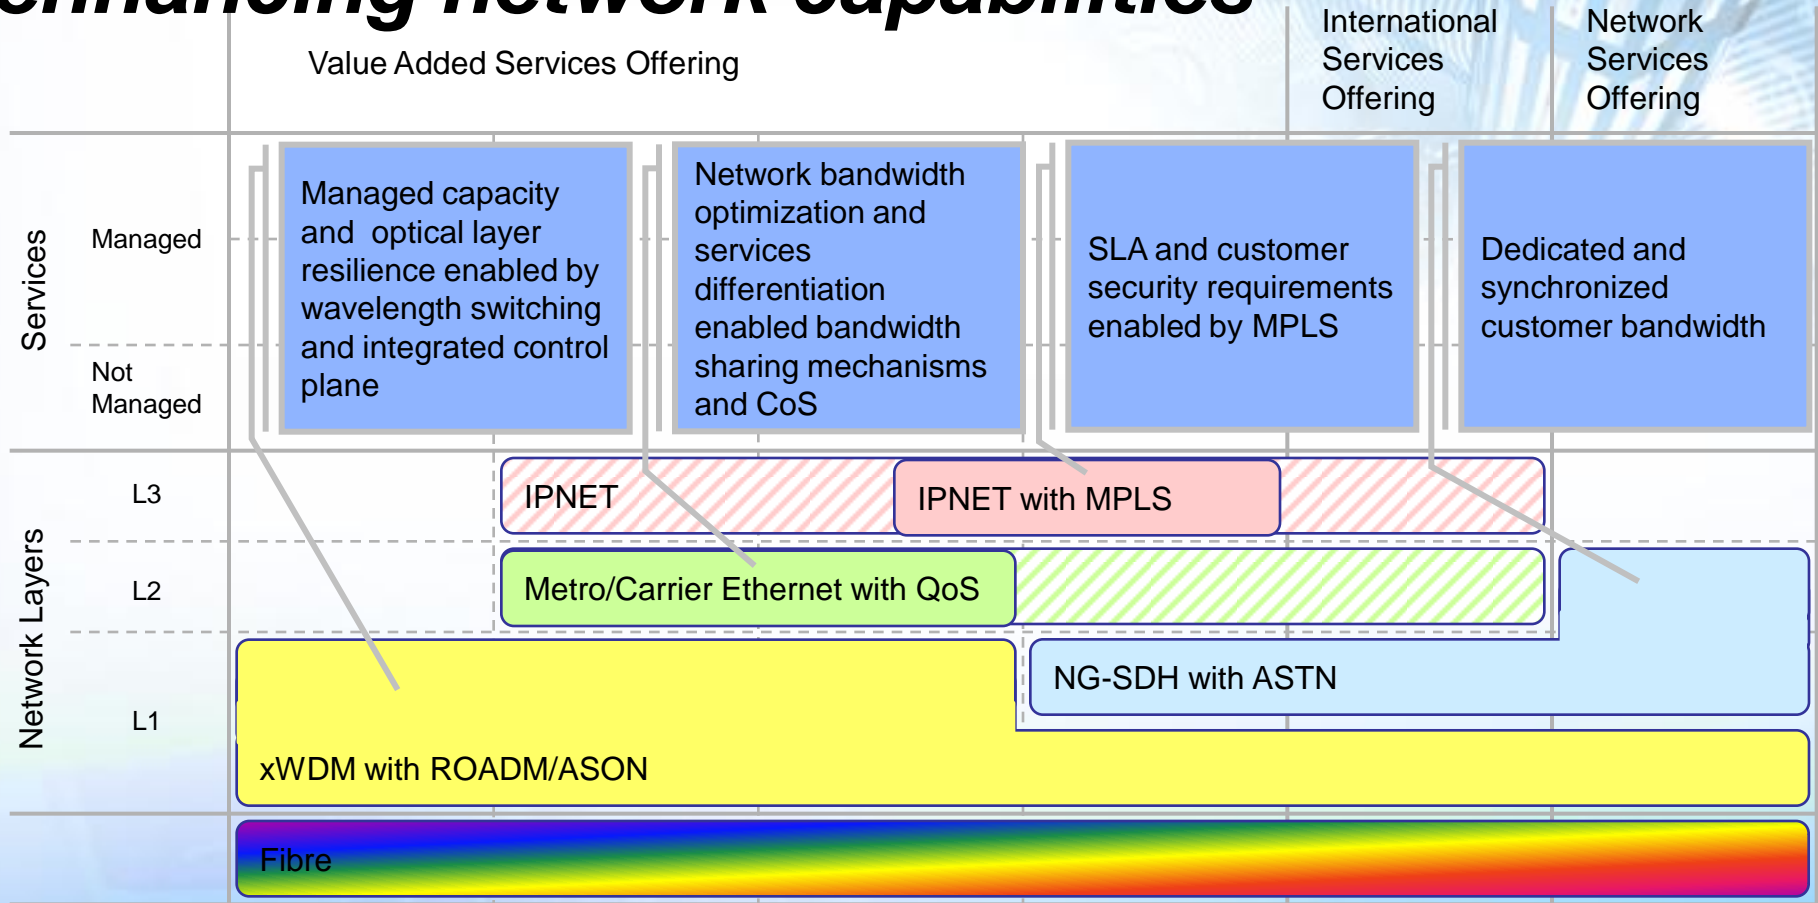 enhancing network capabilities
Value Added Services Offering
International
Services
Offering
Network
Services
Offering
Services
Managed
Not
Managed
Managed capacity
and optical layer
resilience enabled by
wavelength switching
and integrated control
plane
Network bandwidth
optimization and
services
differentiation
enabled bandwidth
sharing mechanisms
and CoS
SLA and customer
security requirements
enabled by MPLS
Dedicated and
synchronized
customer bandwidth
Network Layers
L3
IPNET
IPNET with MPLS
L2
Metro/Carrier Ethernet with QoS
L1
NG-SDH with ASTN
xWDM with ROADM/ASON
Fibre